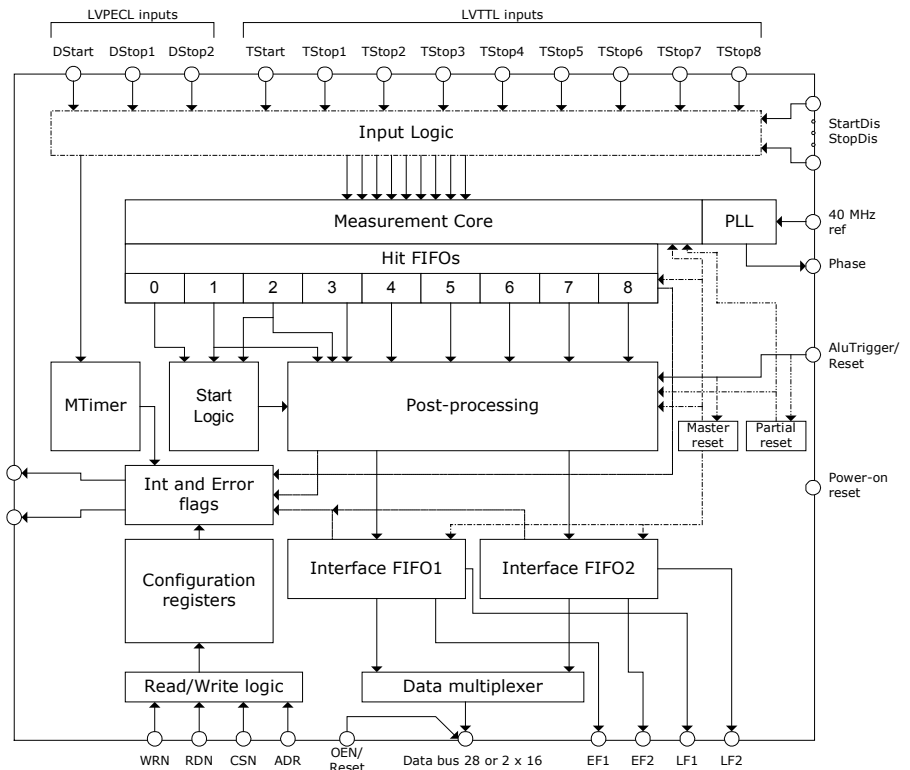 LVPECL inputs
LVTTL inputs
DStart
DStop1
DStop2
TStart
TStop1
TStop2
TStop3
TStop4
TStop5
TStop6
TStop7
TStop8
Input Logic
StartDis
StopDis
Measurement Core
PLL
40 MHz
ref
Hit FIFOs
Phase
0
1
2
3
4
5
6
7
8
MTimer
Start
Logic
Post-processing
AluTrigger/
Reset
Master
reset
Partial
reset
Int and Error
flags
Power-on
reset
Configuration
registers
Interface FIFO1
Interface FIFO2
Read/Write logic
Data multiplexer
WRN
RDN
CSN
ADR
OEN/
Reset
Data bus 28 or 2 x 16
EF1
EF2
LF1
LF2